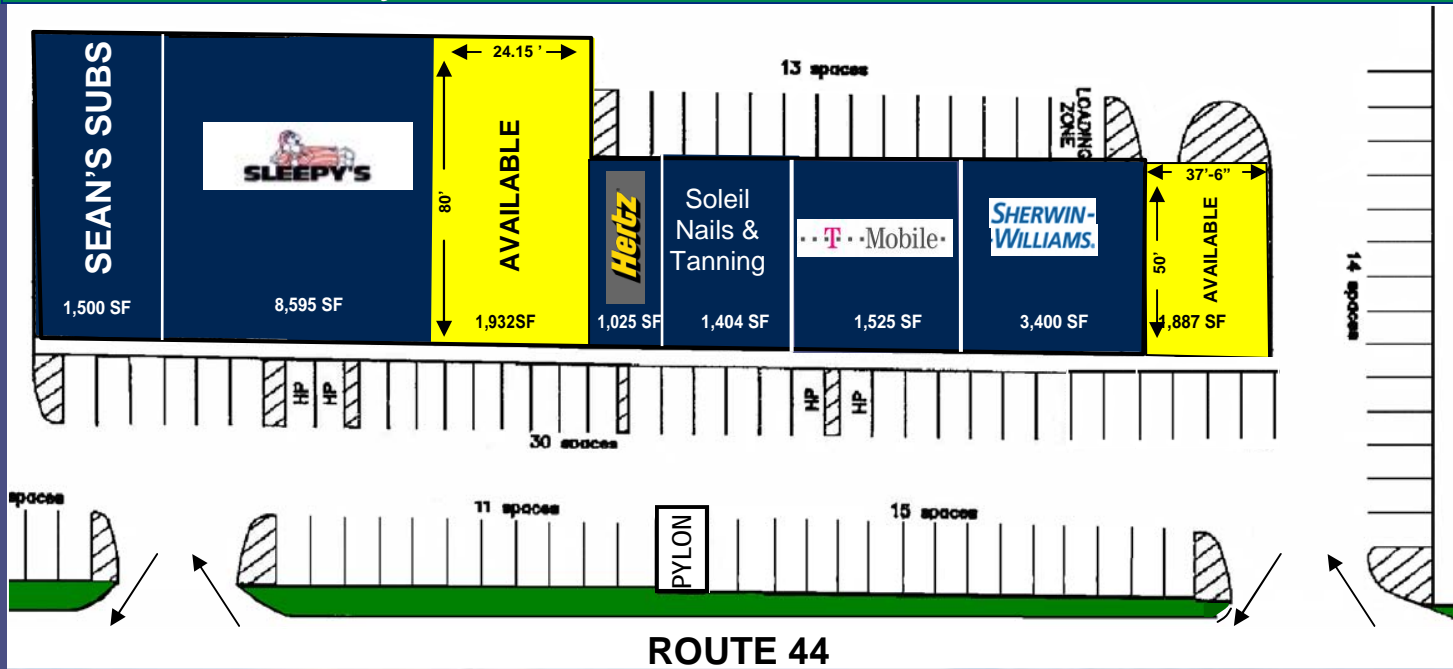 SEAN'S SUBS
1,500 SF
SLEEPY'S
8,595 SF
24.15 '
80'
AVAILABLE
1,932SF
13 spaces
LOADING
ZONE
Hertz
1,025 SF
Soleil
Nails &
Tanning
1,404 SF
T Mobile
1,525 SF
SHERWIN-
WILLIAMS.
3,400 SF
37'-6"
50'
AVAILABLE
1,887 SF
14 spaces
HP
HP
HP
HP
30 spaces
spaces
11 spaces
PYLON
15 spaces
ROUTE 44